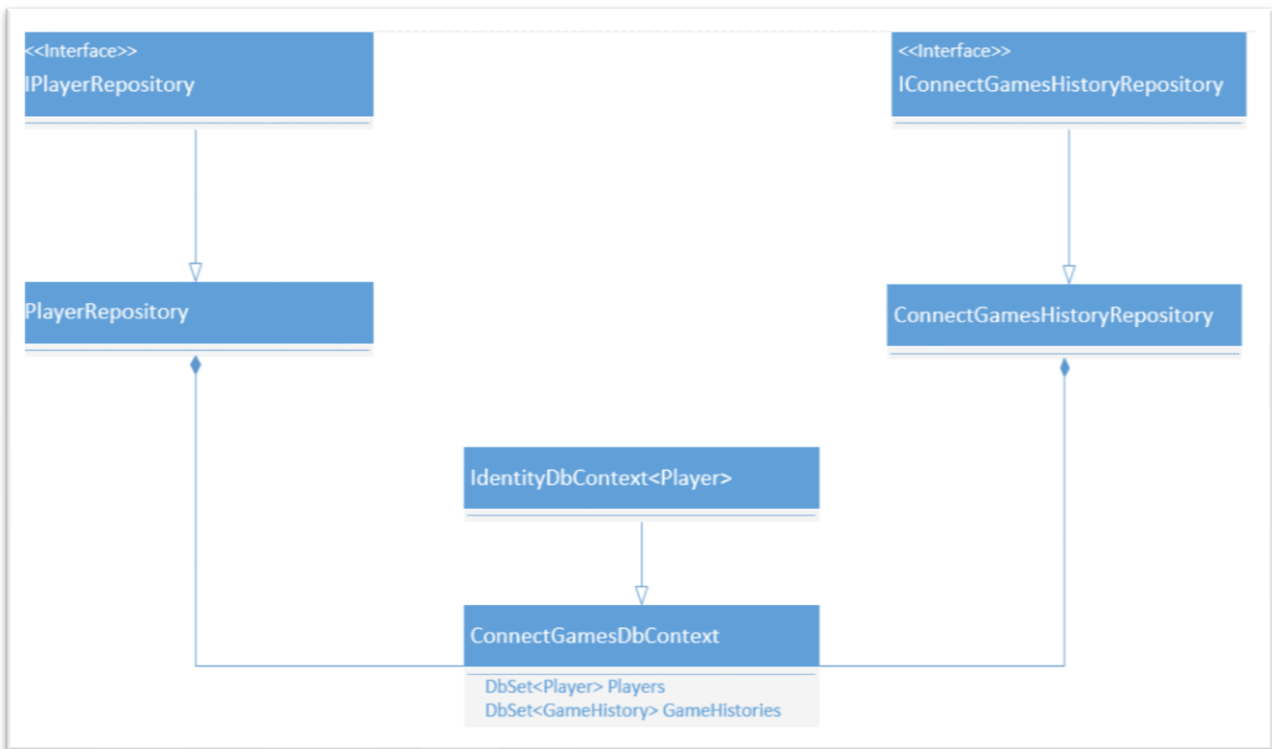 <<Interface>>
IPlayerRepository
<<Interface>>
IConnectGamesHistoryRepository
PlayerRepository
ConnectGamesHistoryRepository
IdentityDbContext<Player>
ConnectGamesDbContext
DbSet<Player> Players
DbSet<GameHistory> GameHistories